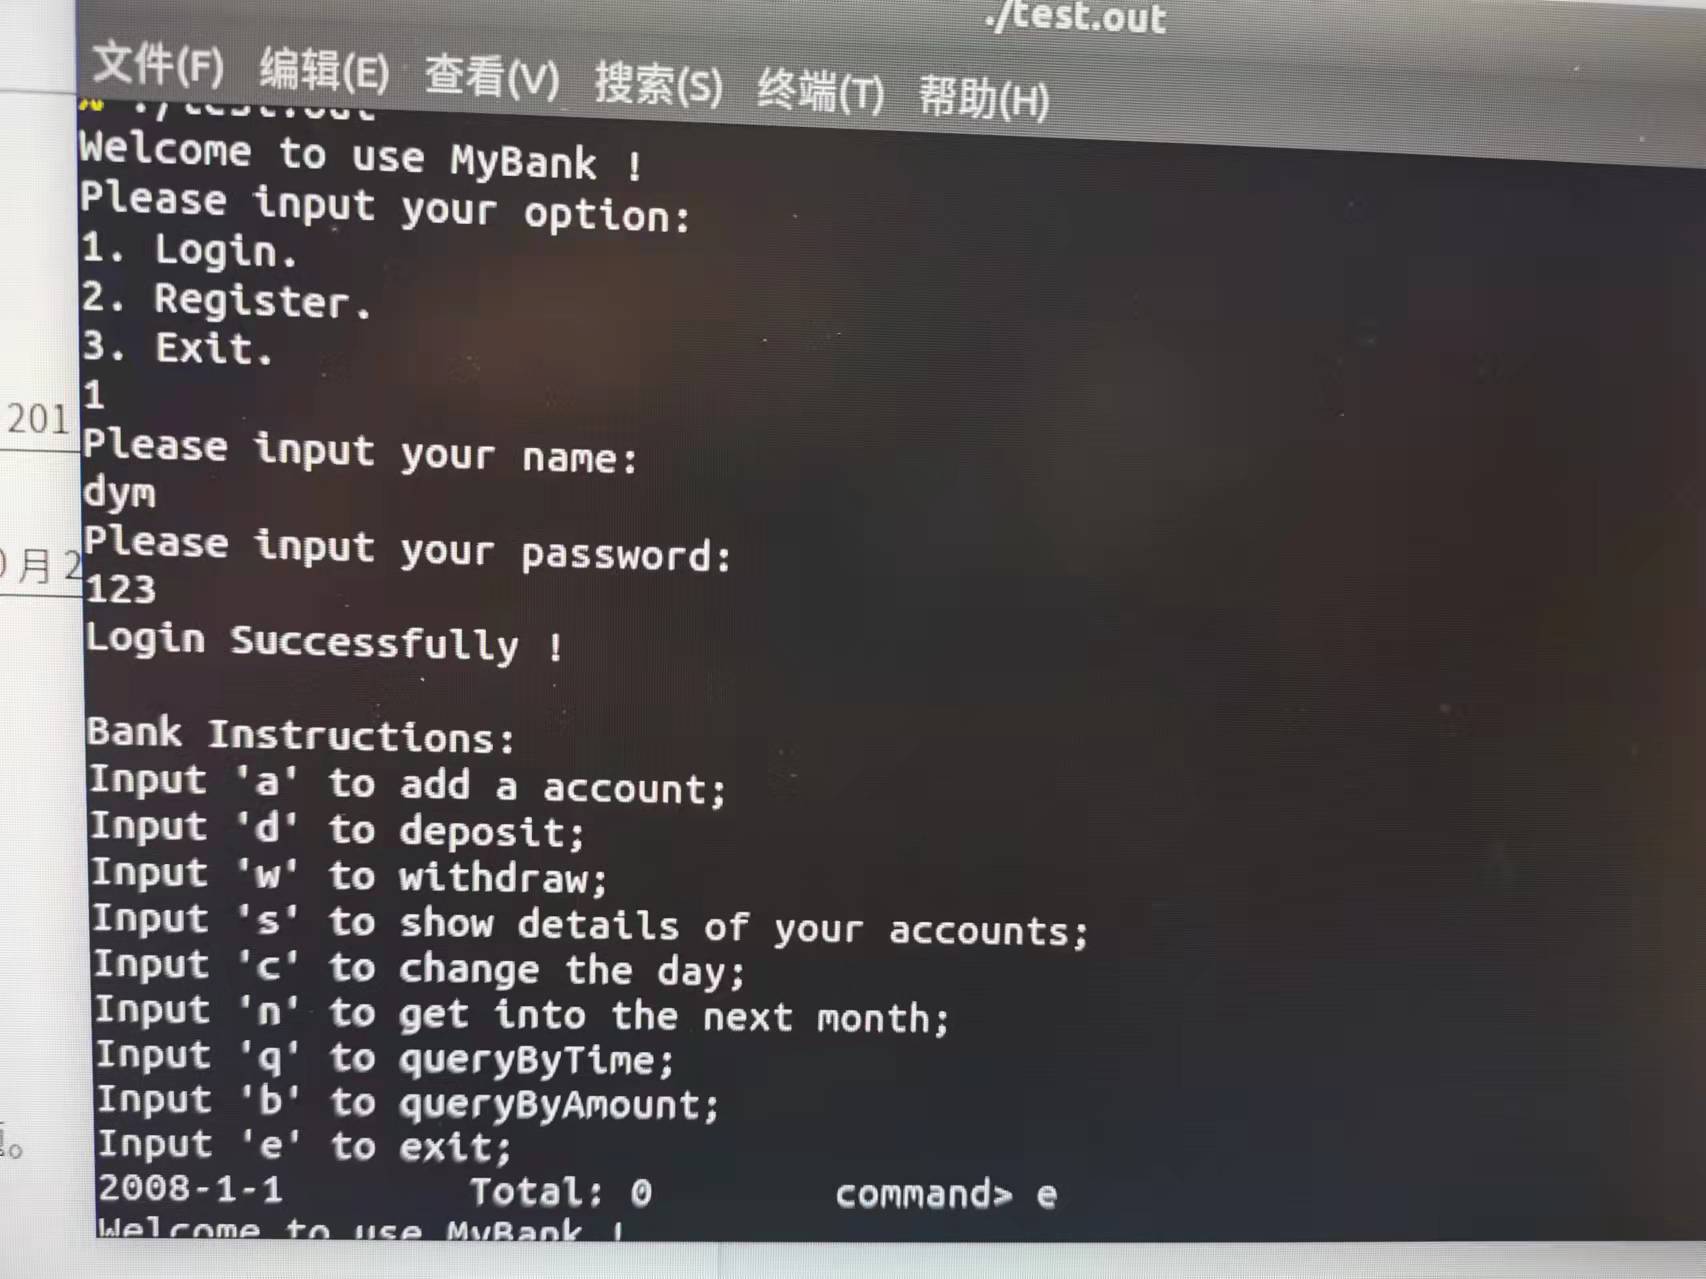 ./test.out
文件(F) 编辑(E) 查看(V) 搜索(S) 终端(T) 帮助(H)
./test.out
Welcome to use MyBank !
Please input your option:
1. Login.
2. Register.
3. Exit.
1
201
Please input your name:
dym
Please input your password:
月 2
123
Login Successfully !
Bank Instructions:
Input 'a' to add a account;
Input 'd' to deposit;
Input 'w' to withdraw;
Input 's' to show details of your accounts;
Input 'c' to change the day;
Input 'n' to get into the next month;
Input 'q' to queryByTime;
Input 'b' to queryByAmount;
Input 'e' to exit;
2008-1-1 Total: 0 command> e
Welcome to use MyBank !